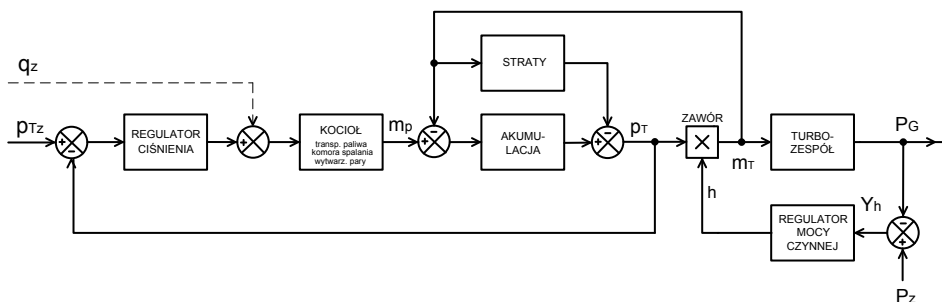 qz
pTz
REGULATOR
CIŚNIENIA
KOCIOŁ
transp. paliwa
komora spalania
wytwarz. pary
mp
STRATY
AKUMU-
LACJA
pT
ZAWÓR
h
mT
TURBO-
ZESPÓŁ
PG
REGULATOR
MOCY
CZYNNEJ
Yh
Pz